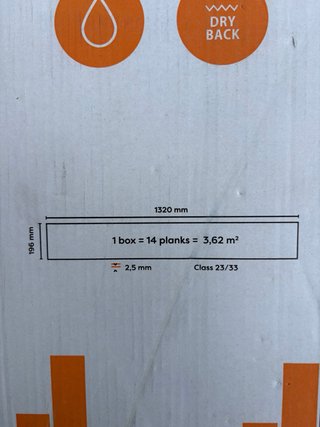 DRY
BACK
1320 mm
196 mm
1 box = 14 planks = 3,62 m²
2,5 mm
Class 23/33